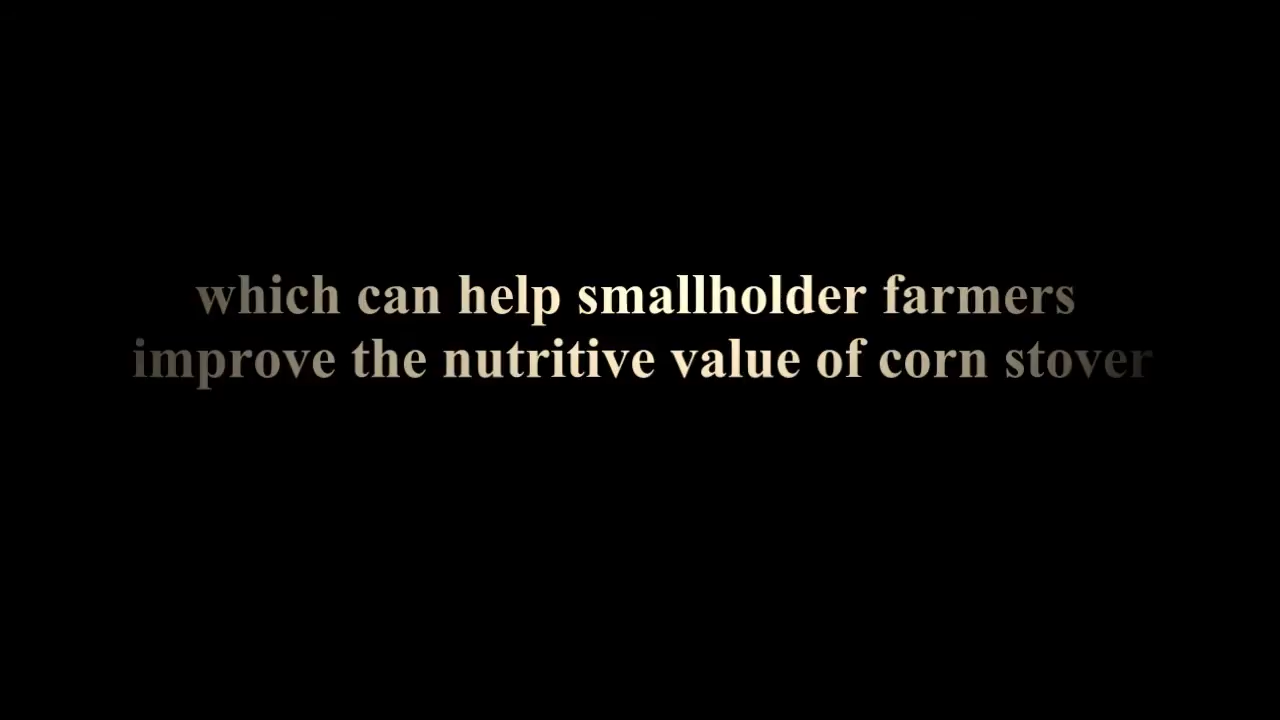 which can help smallholder farmers
improve the nutritive value of corn stover